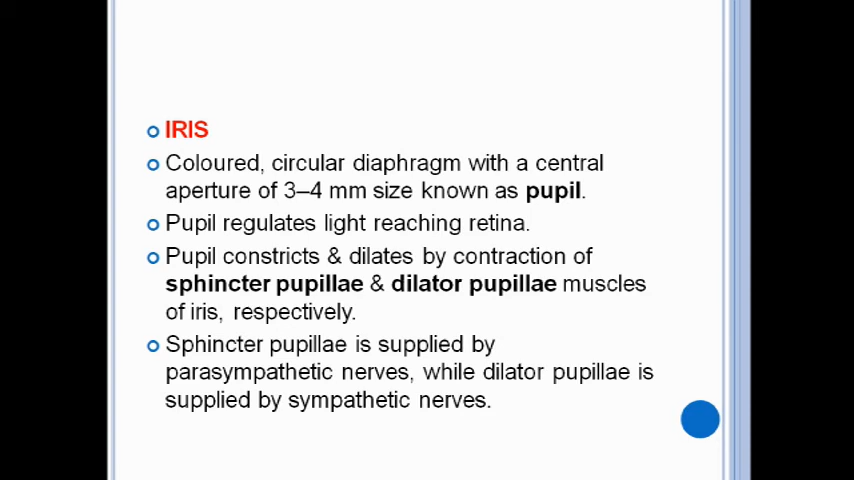 IRIS
Coloured, circular diaphragm with a central
aperture of 3–4 mm size known as pupil.
Pupil regulates light reaching retina.
Pupil constricts & dilates by contraction of
sphincter pupillae & dilator pupillae muscles
of iris, respectively.
Sphincter pupillae is supplied by
parasympathetic nerves, while dilator pupillae is
supplied by sympathetic nerves.